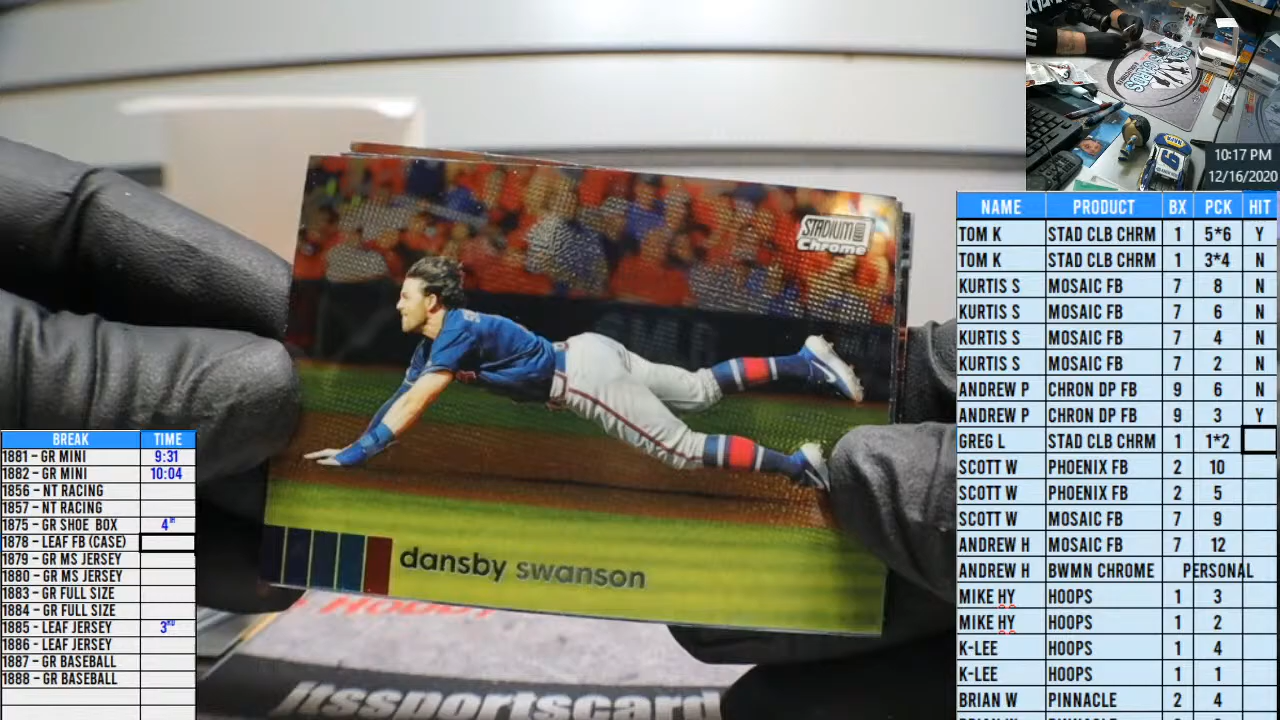 STADIUM CLUB
Chrome
dansby swanson
jtssportscard
10:17 PM
12/16/2020
NAME PRODUCT BX PCK HIT
TOM K STAD CLB CHRM 1 5*6 Y
TOM K STAD CLB CHRM 1 3*4 N
KURTIS S MOSAIC FB 7 8 N
KURTIS S MOSAIC FB 7 6 N
KURTIS S MOSAIC FB 7 4 N
KURTIS S MOSAIC FB 7 2 N
ANDREW P CHRON DP FB 9 6 N
ANDREW P CHRON DP FB 9 3 Y
GREG L STAD CLB CHRM 1 1*2
SCOTT W PHOENIX FB 2 10
SCOTT W PHOENIX FB 2 5
SCOTT W MOSAIC FB 7 9
ANDREW H MOSAIC FB 7 12
ANDREW H BWMN CHROME PERSONAL
MIKE HY HOOPS 1 3
MIKE HY HOOPS 1 2
K-LEE HOOPS 1 4
K-LEE HOOPS 1 1
BRIAN W PINNACLE 2 4
BREAK TIME
1881 – GR MINI 9:31
1882 – GR MINI 10:04
1856 – NT RACING
1857 – NT RACING
1875 – GR SHOE BOX 4TH
1878 – LEAF FB (CASE)
1879 – GR MS JERSEY
1880 – GR MS JERSEY
1883 – GR FULL SIZE
1884 – GR FULL SIZE
1885 – LEAF JERSEY 3RD
1886 – LEAF JERSEY
1887 – GR BASEBALL
1888 – GR BASEBALL